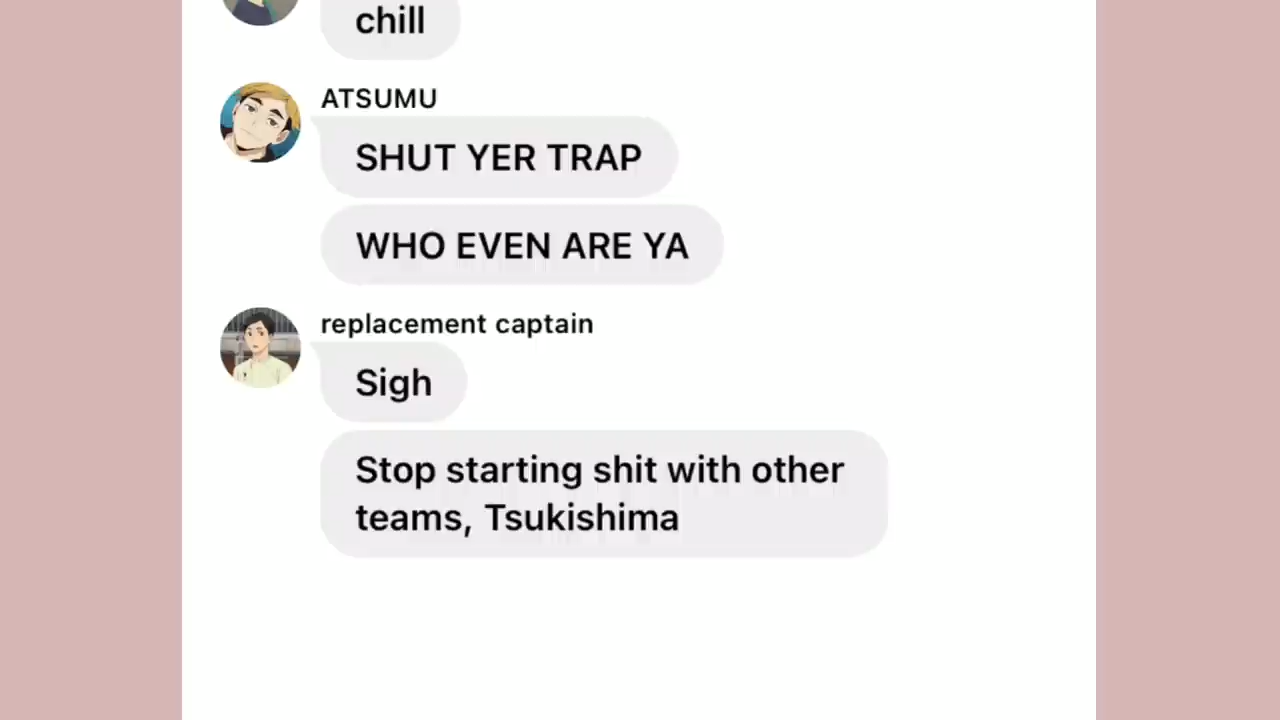 chill
ATSUMU
SHUT YER TRAP
WHO EVEN ARE YA
replacement captain
Sigh
Stop starting shit with other
teams, Tsukishima